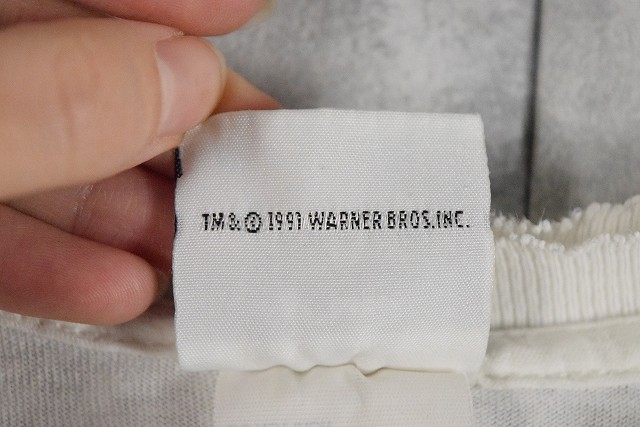 TM & ® 1991 WARNER BROS.INC.